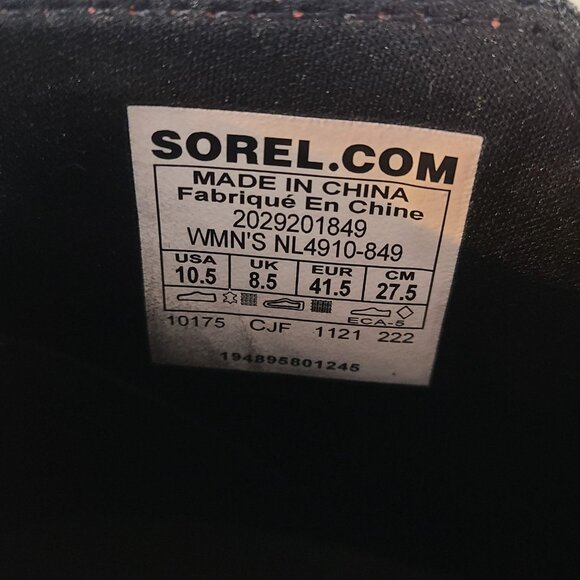 SOREL.COM
MADE IN CHINA
Fabriqué En Chine
2029201849
WMN'S NL4910-849
USA UK EUR CM
10.5 8.5 41.5 27.5
ECA-5
10175 CJF 1121 222
194895801245